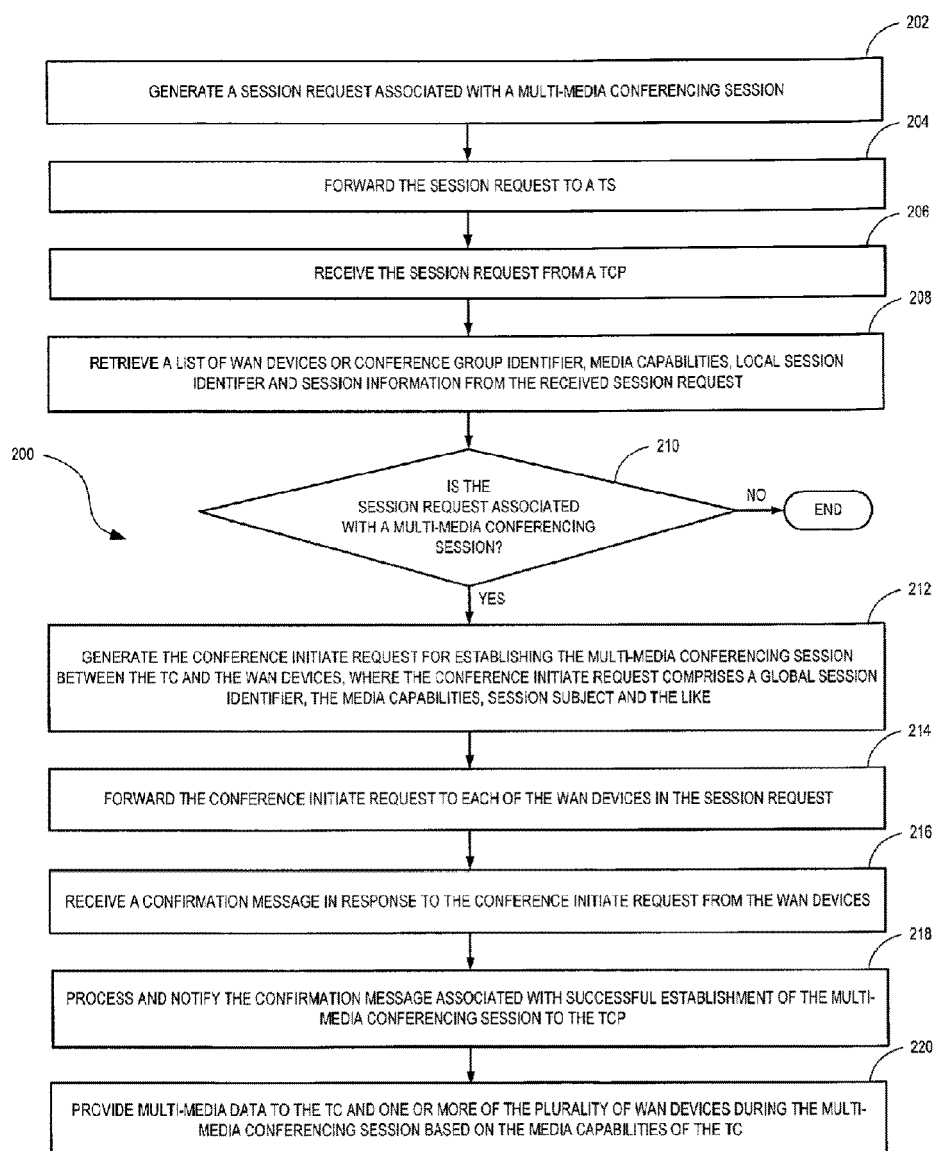 202
GENERATE A SESSION REQUEST ASSOCIATED WITH A MULTI-MEDIA CONFERENCING SESSION
204
FORWARD THE SESSION REQUEST TO A TS
206
RECEIVE THE SESSION REQUEST FROM A TCP
208
RETRIEVE A LIST OF WAN DEVICES OR CONFERENCE GROUP IDENTIFIER, MEDIA CAPABILITIES, LOCAL SESSION
IDENTIFER AND SESSION INFORMATION FROM THE RECEIVED SESSION REQUEST
200
210
IS THE
SESSION REQUEST ASSOCIATED
WITH A MULTI-MEDIA CONFERENCING
SESSION?
NO
END
YES
212
GENERATE THE CONFERENCE INITIATE REQUEST FOR ESTABLISHING THE MULTI-MEDIA CONFERENCING SESSION
BETWEEN THE TC AND THE WAN DEVICES, WHERE THE CONFERENCE INITIATE REQUEST COMPRISES A GLOBAL SESSION
IDENTIFIER, THE MEDIA CAPABILITIES, SESSION SUBJECT AND THE LIKE
214
FORWARD THE CONFERENCE INITIATE REQUEST TO EACH OF THE WAN DEVICES IN THE SESSION REQUEST
216
RECEIVE A CONFIRMATION MESSAGE IN RESPONSE TO THE CONFERENCE INITIATE REQUEST FROM THE WAN DEVICES
218
PROCESS AND NOTIFY THE CONFIRMATION MESSAGE ASSOCIATED WITH SUCCESSFUL ESTABLISHMENT OF THE MULTI-
MEDIA CONFERENCING SESSION TO THE TCP
220
PROVIDE MULTI-MEDIA DATA TO THE TC AND ONE OR MORE OF THE PLURALITY OF WAN DEVICES DURING THE MULTI-
MEDIA CONFERENCING SESSION BASED ON THE MEDIA CAPABILITIES OF THE TC